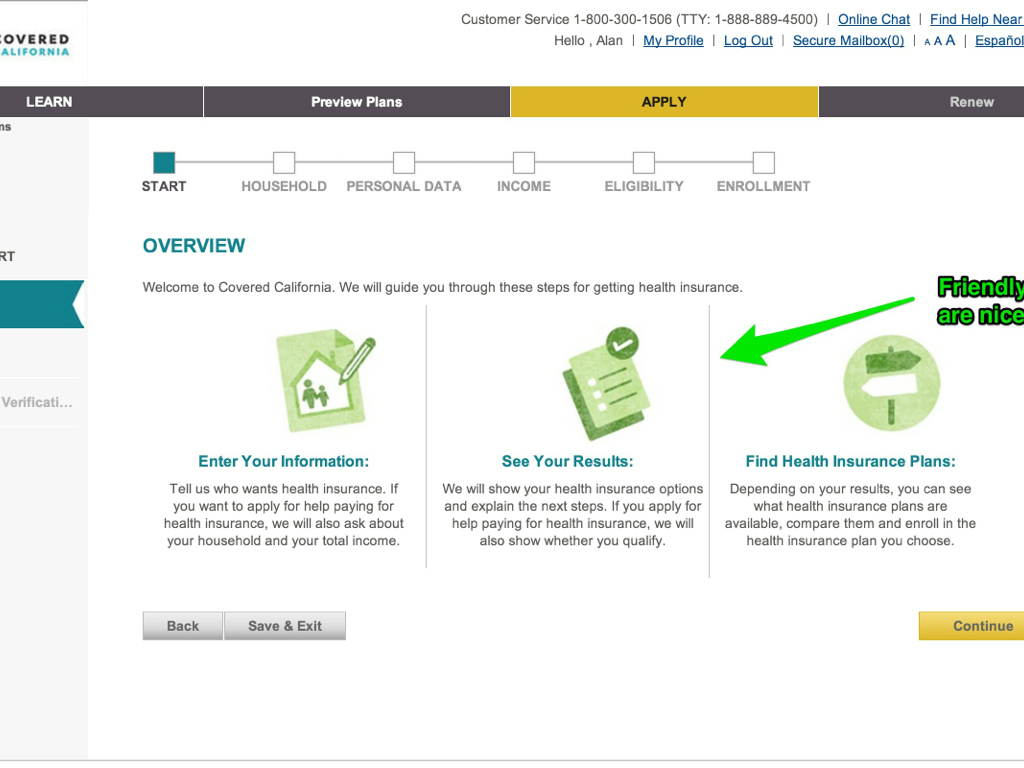 Customer Service 1-800-300-1506 (TTY: 1-888-889-4500) | Online Chat | Find Help Near
Hello , Alan | My Profile | Log Out | Secure Mailbox(0) | A A A | Español
COVERED
CALIFORNIA
LEARN Preview Plans APPLY Renew
ns
START HOUSEHOLD PERSONAL DATA INCOME ELIGIBILITY ENROLLMENT
RT
OVERVIEW
Welcome to Covered California. We will guide you through these steps for getting health insurance.
Friendly
are nice
Verificati...
Enter Your Information:
Tell us who wants health insurance. If
you want to apply for help paying for
health insurance, we will also ask about
your household and your total income.
See Your Results:
We will show your health insurance options
and explain the next steps. If you apply for
help paying for health insurance, we will
also show whether you qualify.
Find Health Insurance Plans:
Depending on your results, you can see
what health insurance plans are
available, compare them and enroll in the
health insurance plan you choose.
Back Save & Exit Continue